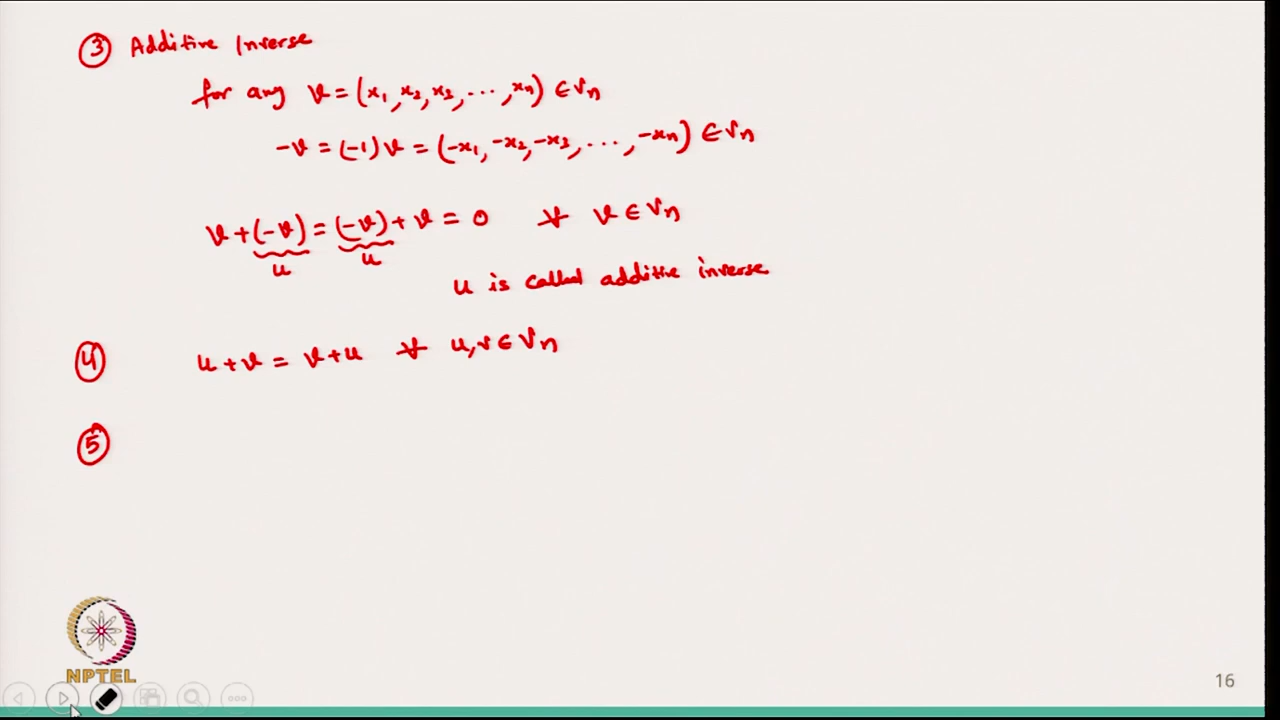 ③ Additive Inverse
for any v = (x₁, x₂, x₃, ..., xₙ) ∈ Vₙ
-v = (-1) v = (-x₁, -x₂, -x₃, ..., -xₙ) ∈ Vₙ
v + (-v) = (-v) + v = 0 ∀ v ∈ Vₙ
u u
u is called additive inverse
④ u + v = v + u ∀ u, v ∈ Vₙ
⑤
NPTEL
16